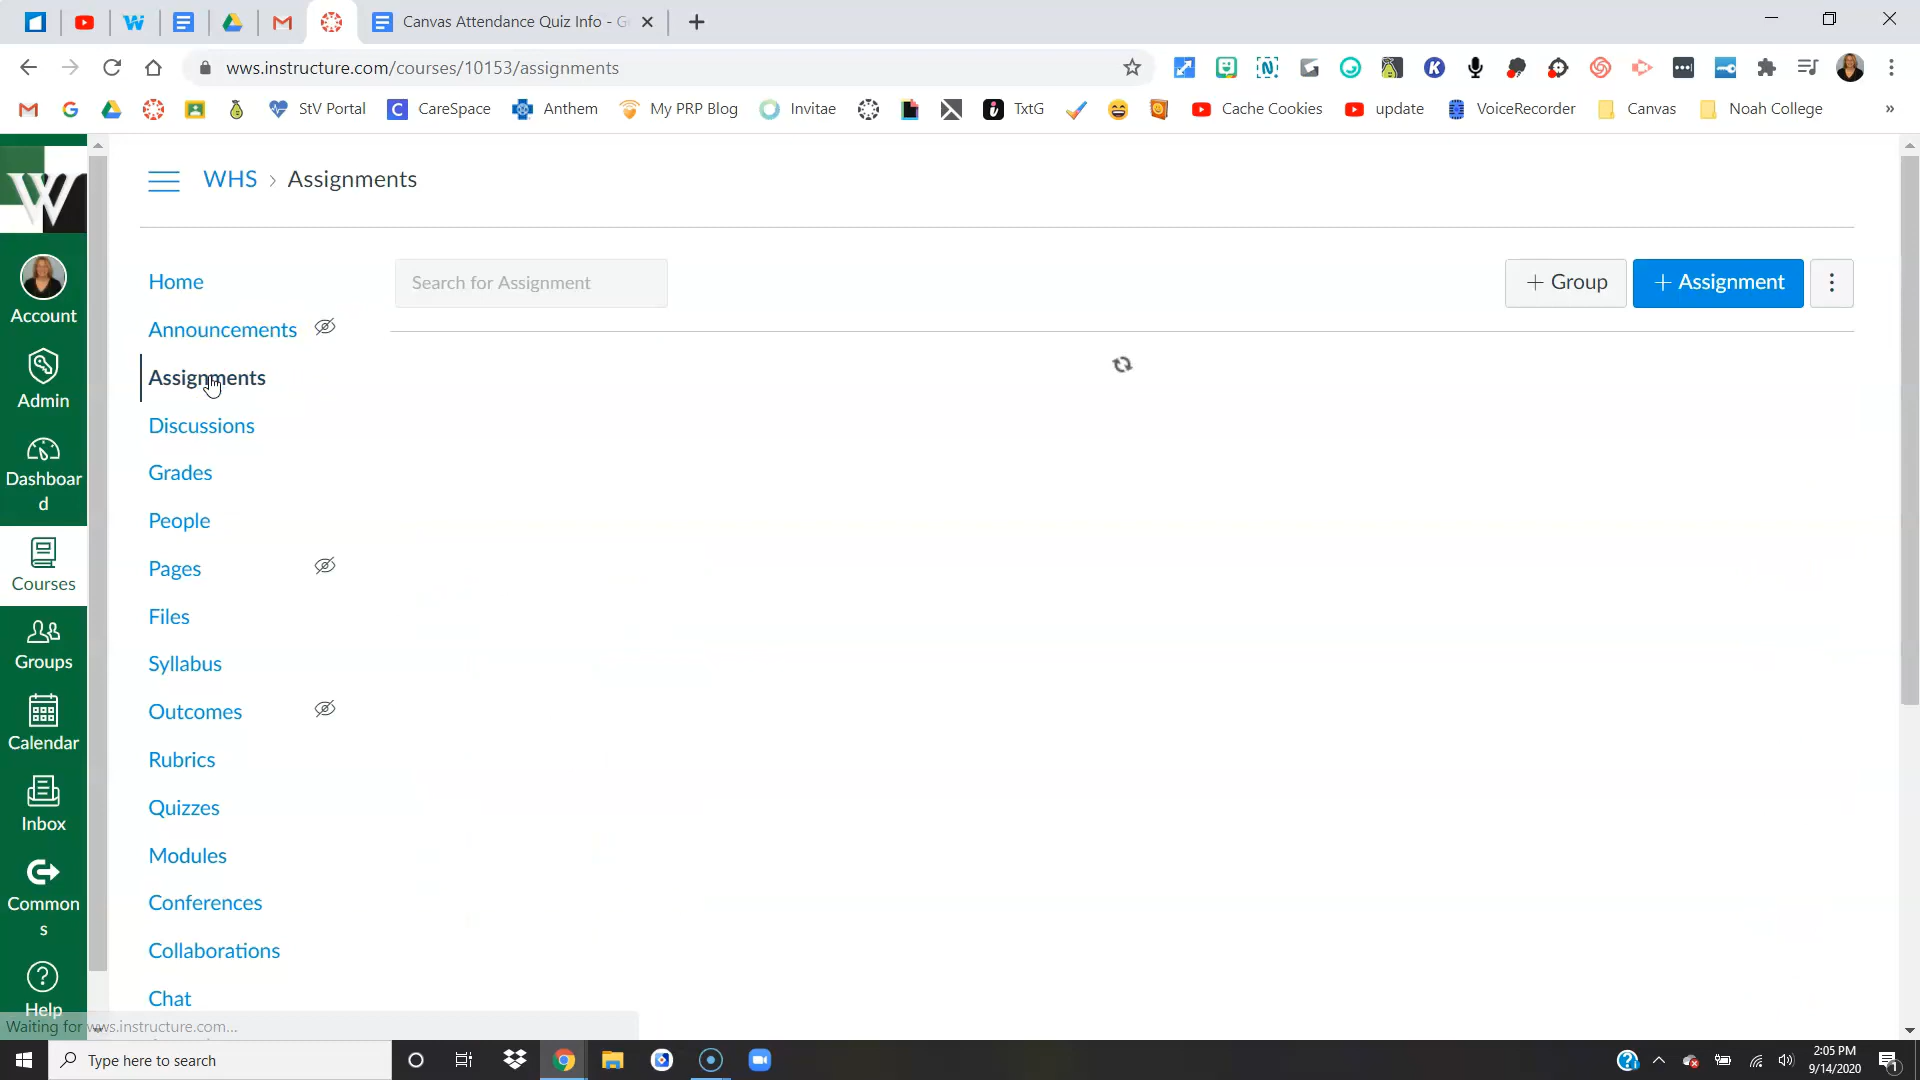 Canvas Attendance Quiz Info - G
wws.instructure.com/courses/10153/assignments
StV Portal
CareSpace
Anthem
My PRP Blog
Invitae
TxtG
Cache Cookies
update
VoiceRecorder
Canvas
Noah College
»
WHS > Assignments
Account
Admin
Dashboar
d
Courses
Groups
Calendar
Inbox
Common
s
Help
Home
Announcements
Assignments
Discussions
Grades
People
Pages
Files
Syllabus
Outcomes
Rubrics
Quizzes
Modules
Conferences
Collaborations
Chat
Search for Assignment
+ Group
+ Assignment
Waiting for wws.instructure.com...
Type here to search
2:05 PM
9/14/2020
1